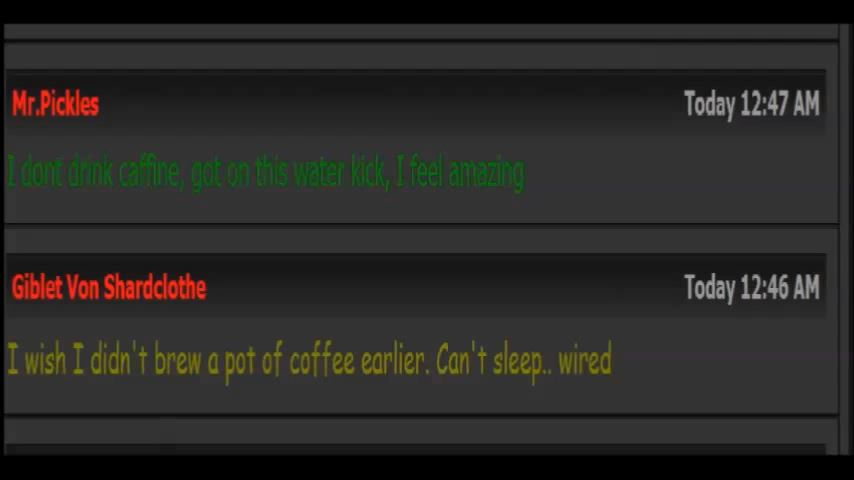 Mr.Pickles
Today 12:47 AM
I dont drink caffine, got on this water kick, I feel amazing
Giblet Von Shardclothe
Today 12:46 AM
I wish I didn't brew a pot of coffee earlier. Can't sleep.. wired